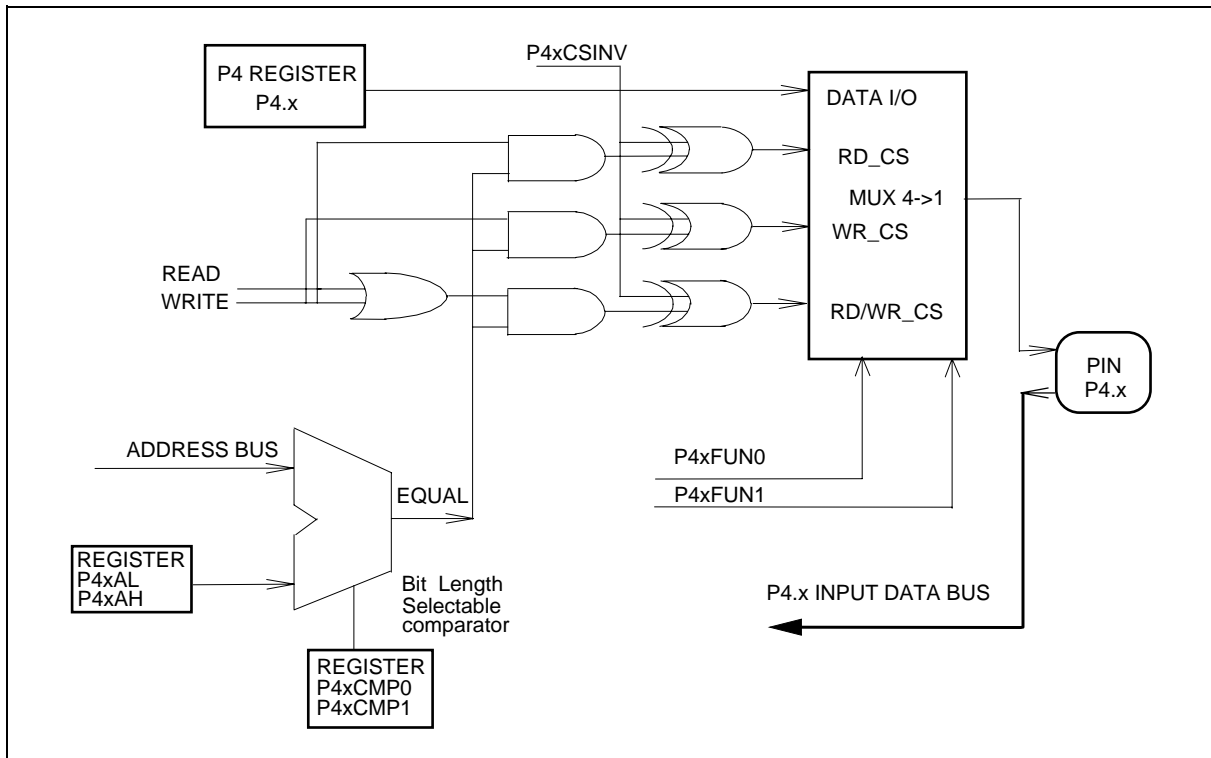 P4xCSINV
P4 REGISTER
P4.x
DATA I/O
RD_CS
MUX 4->1
WR_CS
READ
WRITE
RD/WR_CS
PIN
P4.x
ADDRESS BUS
P4xFUN0
EQUAL
P4xFUN1
REGISTER
P4xAL
P4xAH
Bit Length
Selectable
comparator
P4.x INPUT DATA BUS
REGISTER
P4xCMP0
P4xCMP1